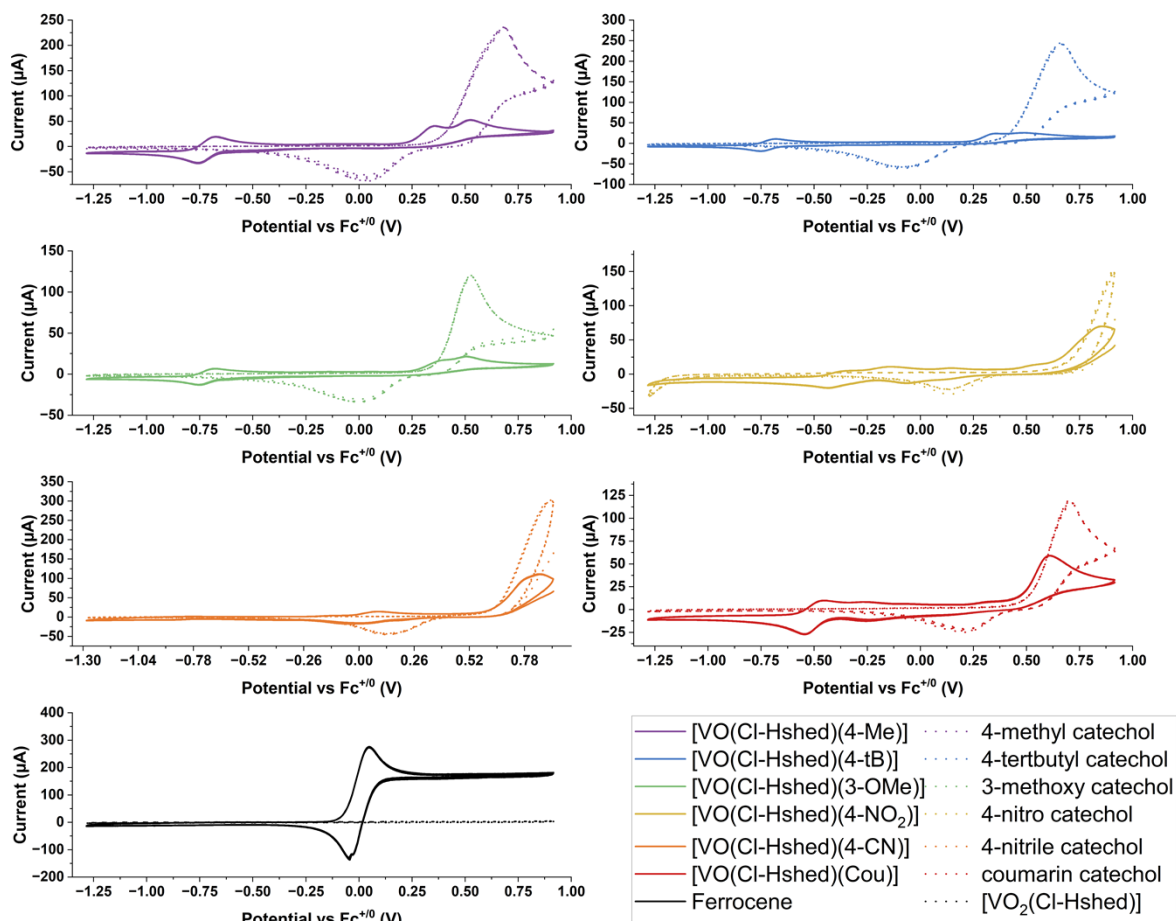 250
200
150
100
50
0
−50
Current (µA)
−1.25 −1.00 −0.75 −0.50 −0.25 0.00 0.25 0.50 0.75 1.00
Potential vs Fc+/0 (V)
300
250
200
150
100
50
0
−50
−100
Current (µA)
−1.25 −1.00 −0.75 −0.50 −0.25 0.00 0.25 0.50 0.75 1.00
Potential vs Fc+/0 (V)
150
100
50
0
−50
Current (µA)
−1.25 −1.00 −0.75 −0.50 −0.25 0.00 0.25 0.50 0.75 1.00
Potential vs Fc+/0 (V)
150
100
50
0
−50
Current (µA)
−1.25 −1.00 −0.75 −0.50 −0.25 0.00 0.25 0.50 0.75 1.00
Potential vs Fc+/0 (V)
350
300
250
200
150
100
50
0
−50
Current (µA)
−1.30 −1.04 −0.78 −0.52 −0.26 0.00 0.26 0.52 0.78
Potential vs Fc+/0 (V)
125
75
50
25
0
−25
Current (µA)
−1.25 −1.00 −0.75 −0.50 −0.25 0.00 0.25 0.50 0.75 1.00
Potential vs Fc+/0 (V)
400
300
200
100
0
−100
−200
Current (µA)
−1.25 −1.00 −0.75 −0.50 −0.25 0.00 0.25 0.50 0.75 1.00
Potential vs Fc+/0 (V)
[VO(Cl-Hshed)(4-Me)] 4-methyl catechol
[VO(Cl-Hshed)(4-tB)] 4-tertbutyl catechol
[VO(Cl-Hshed)(3-OMe)] 3-methoxy catechol
[VO(Cl-Hshed)(4-NO₂)] 4-nitro catechol
[VO(Cl-Hshed)(4-CN)] 4-nitrile catechol
[VO(Cl-Hshed)(Cou)] coumarin catechol
Ferrocene [VO₂(Cl-Hshed)]